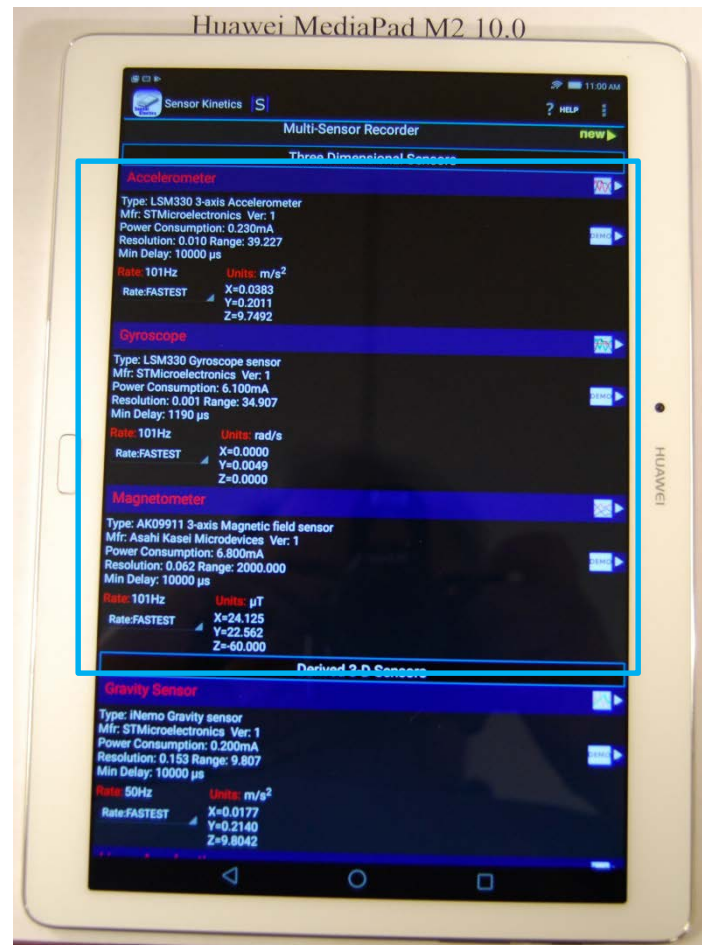 Huawei MediaPad M2 10.0
11:00 AM
Sensor Kinetics S
? HELP
Multi-Sensor Recorder
new
Three Dimensional Sensors
Accelerometer
Type: LSM330 3-axis Accelerometer
Mfr: STMicroelectronics Ver: 1
Power Consumption: 0.230mA
DEMO
Resolution: 0.010 Range: 39.227
Min Delay: 10000 µs
Rate: 101Hz Units: m/s²
Rate:FASTEST X=0.0383
Y=0.2011
Z=9.7492
Gyroscope
Type: LSM330 Gyroscope sensor
Mfr: STMicroelectronics Ver: 1
Power Consumption: 6.100mA
DEMO
Resolution: 0.001 Range: 34.907
Min Delay: 1190 µs
Rate: 101Hz Units: rad/s
Rate:FASTEST X=0.0000
Y=0.0049
Z=0.0000
HUAWEI
Magnetometer
Type: AK09911 3-axis Magnetic field sensor
Mfr: Asahi Kasei Microdevices Ver: 1
Power Consumption: 6.800mA
DEMO
Resolution: 0.062 Range: 2000.000
Min Delay: 10000 µs
Rate: 101Hz Units: µT
Rate:FASTEST X=24.125
Y=22.562
Z=-60.000
Derived 3-D Sensors
Gravity Sensor
Type: iNemo Gravity sensor
Mfr: STMicroelectronics Ver: 1
Power Consumption: 0.200mA
DEMO
Resolution: 0.153 Range: 9.807
Min Delay: 10000 µs
Rate: 50Hz Units: m/s²
Rate:FASTEST X=0.0177
Y=0.2140
Z=9.8042